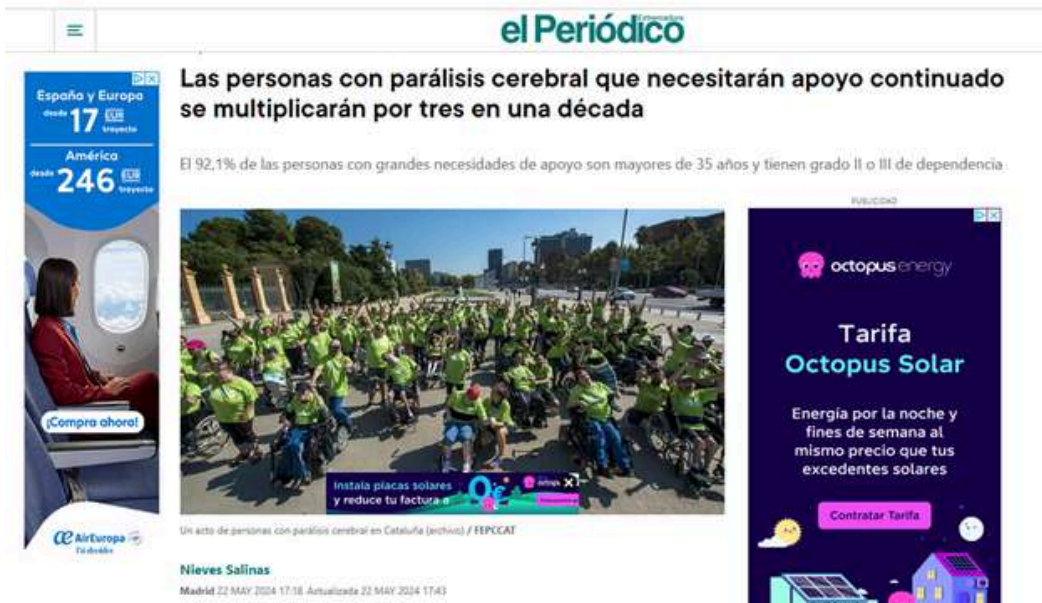 el Periódico
Extremadura
Las personas con parálisis cerebral que necesitarán apoyo continuado
se multiplicarán por tres en una década
El 92,1% de las personas con grandes necesidades de apoyo son mayores de 35 años y tienen grado II o III de dependencia
España y Europa
desde 17 EUR
trayecto
América
desde 246 EUR
trayecto
¡Compra ahora!
AirEuropa
PUBLICIDAD
octopus energy
Tarifa
Octopus Solar
Energía por la noche y
fines de semana al
mismo precio que tus
excedentes solares
Contratar Tarifa
Instala placas solares
y reduce tu factura a
0€
octopus
Un acto de personas con parálisis cerebral en Cataluña (archivo) / FEPCCAT
Nieves Salinas
Madrid 22 MAY 2024 17:18 Actualizada 22 MAY 2024 17:43